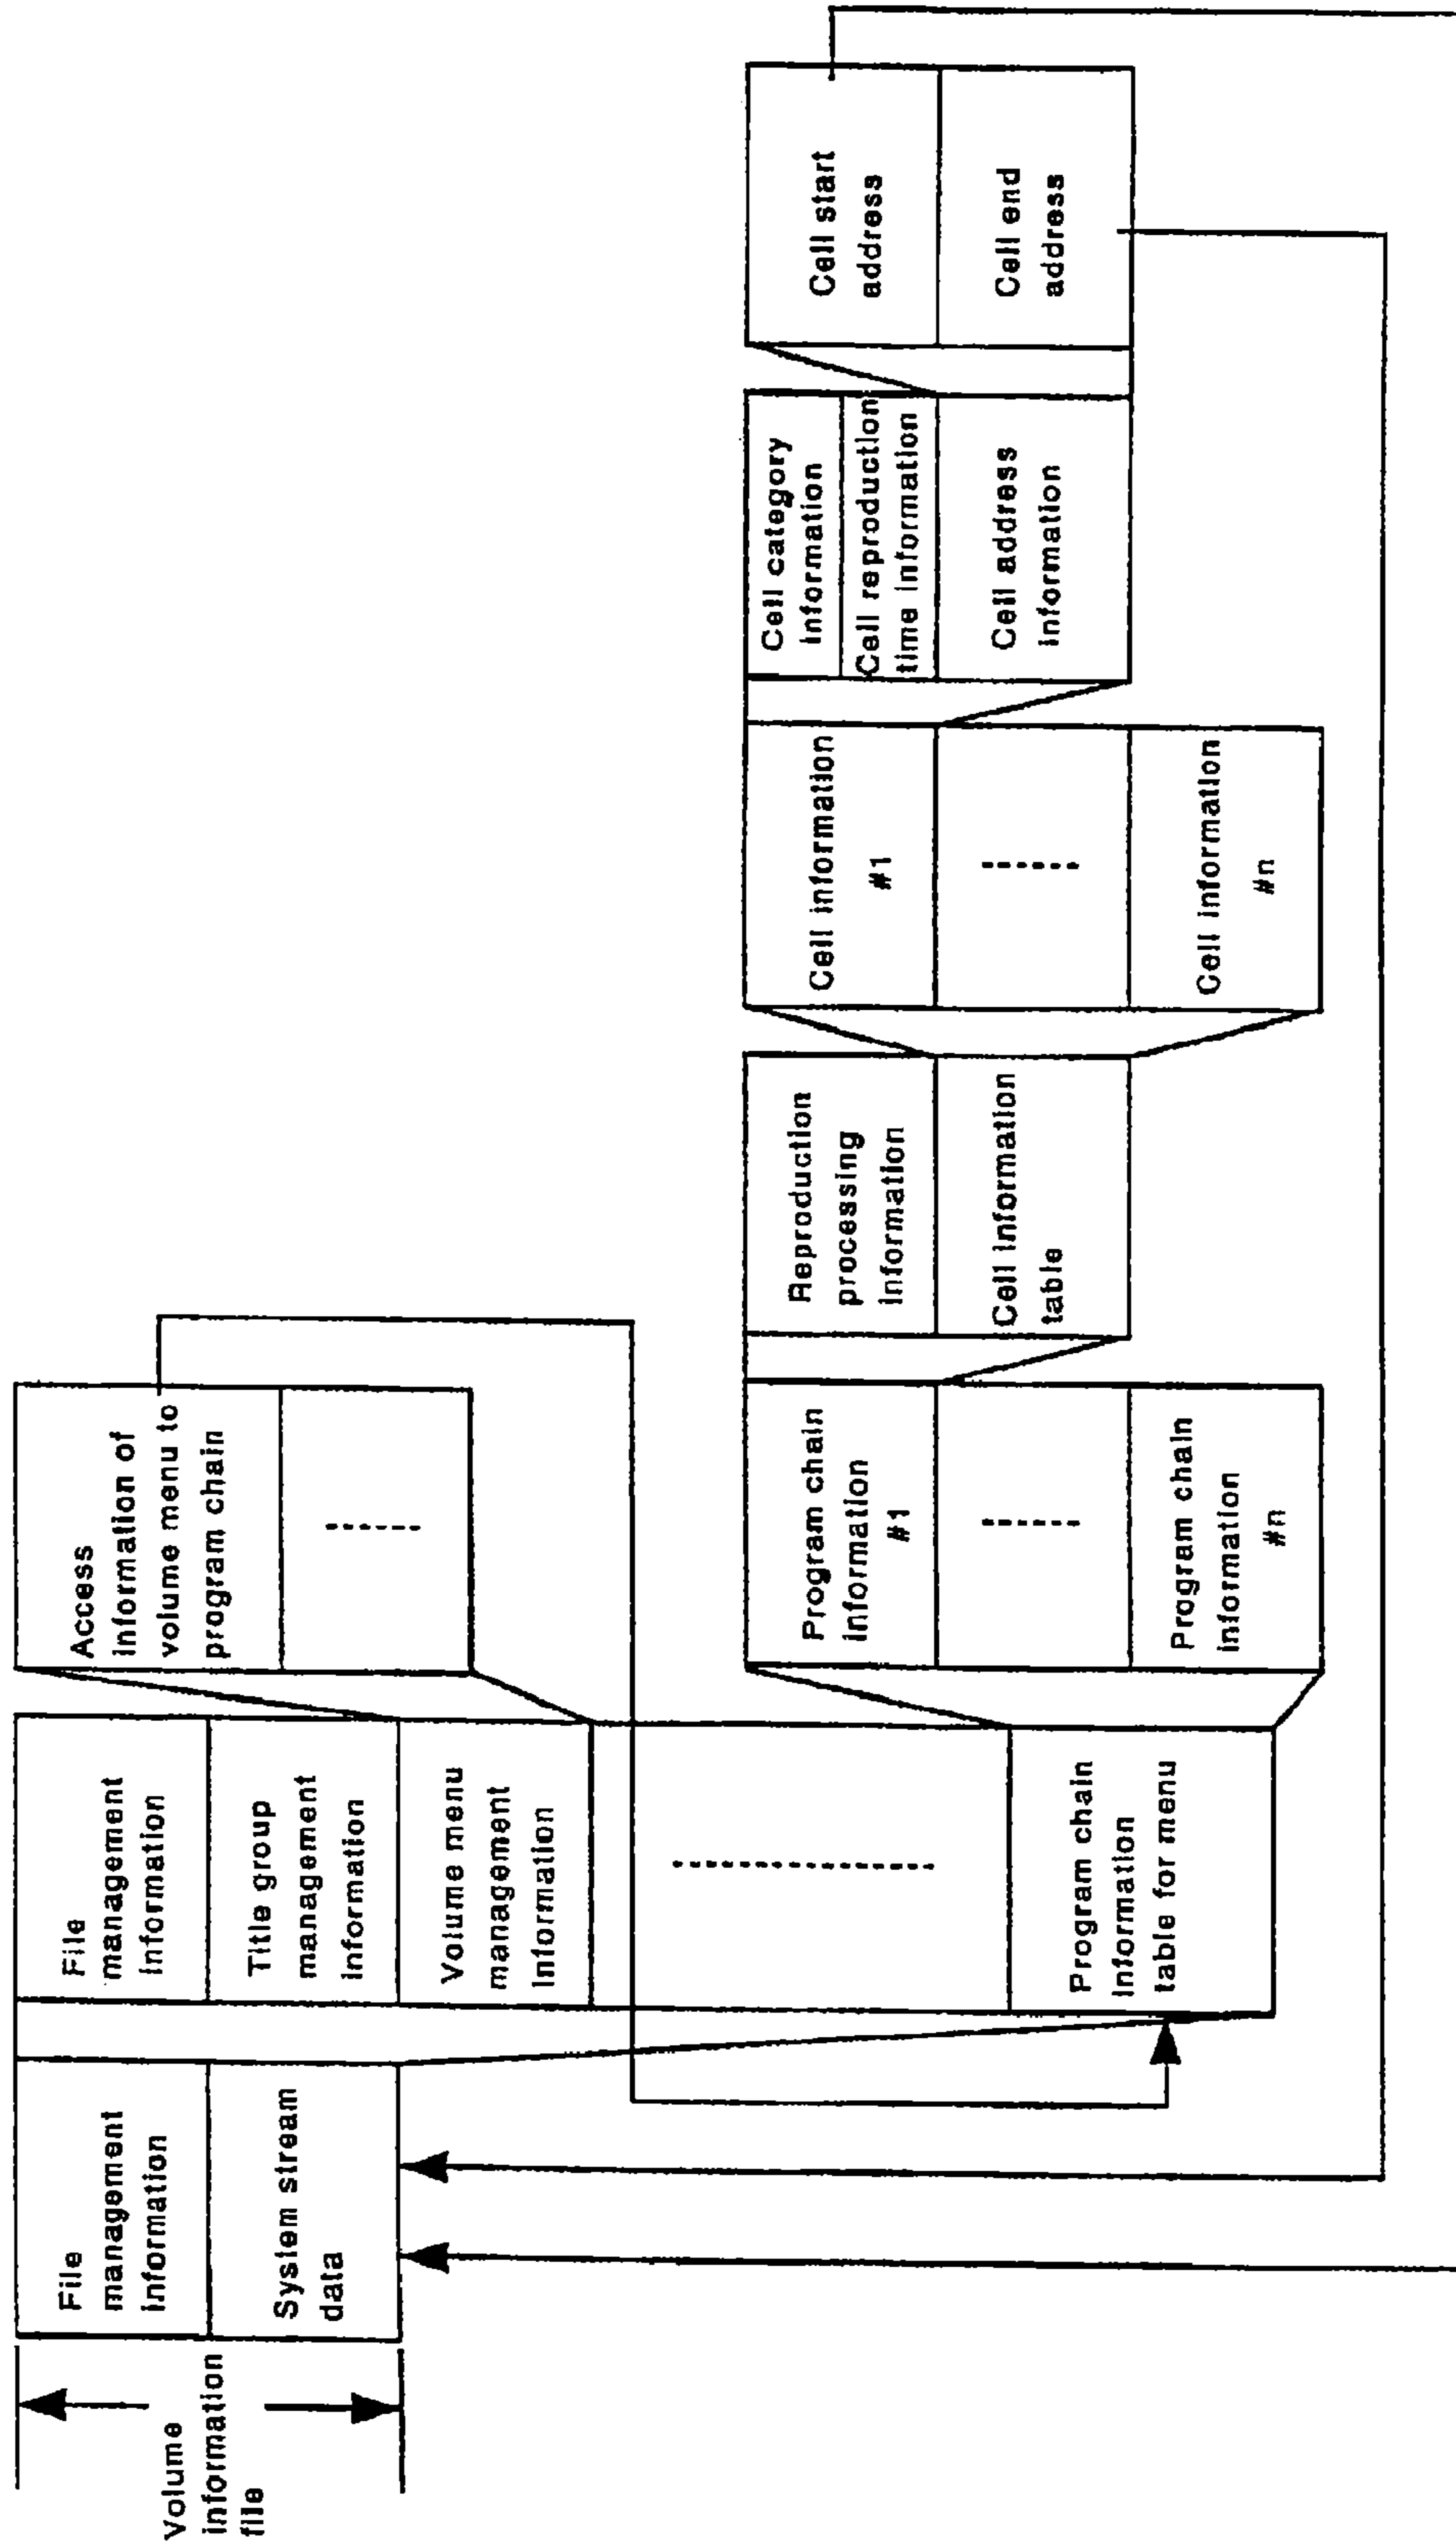 Volume
information
file
File
management
information
System stream
data
File
management
information
Title group
management
information
Volume menu
management
information
Program chain
information
table for menu
Access
information of
volume menu to
program chain
Program chain
information
#1
Program chain
information
#n
Reproduction
processing
information
Cell information
table
Cell information
#1
Cell information
#n
Cell category
information
Cell reproduction
time information
Cell address
information
Cell start
address
Cell end
address